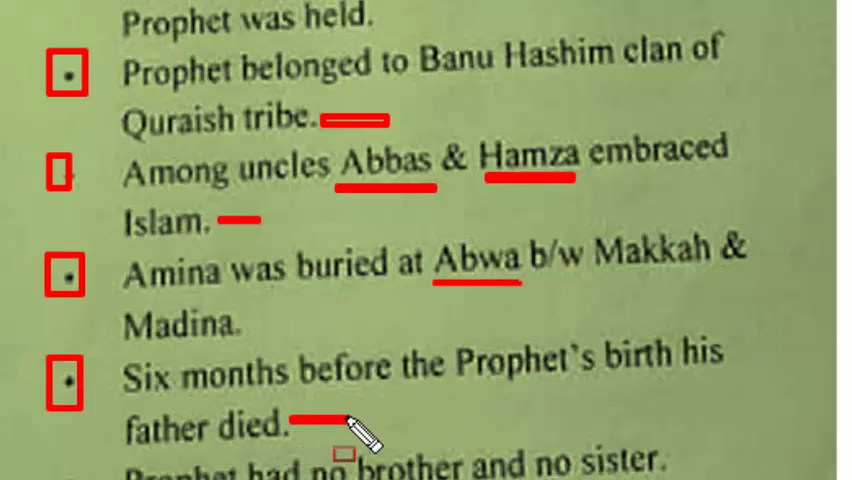 Prophet was held.
• Prophet belonged to Banu Hashim clan of
Quraish tribe.
• Among uncles Abbas & Hamza embraced
Islam.
• Amina was buried at Abwa b/w Makkah &
Madina.
• Six months before the Prophet's birth his
father died.
Prophet had no brother and no sister.